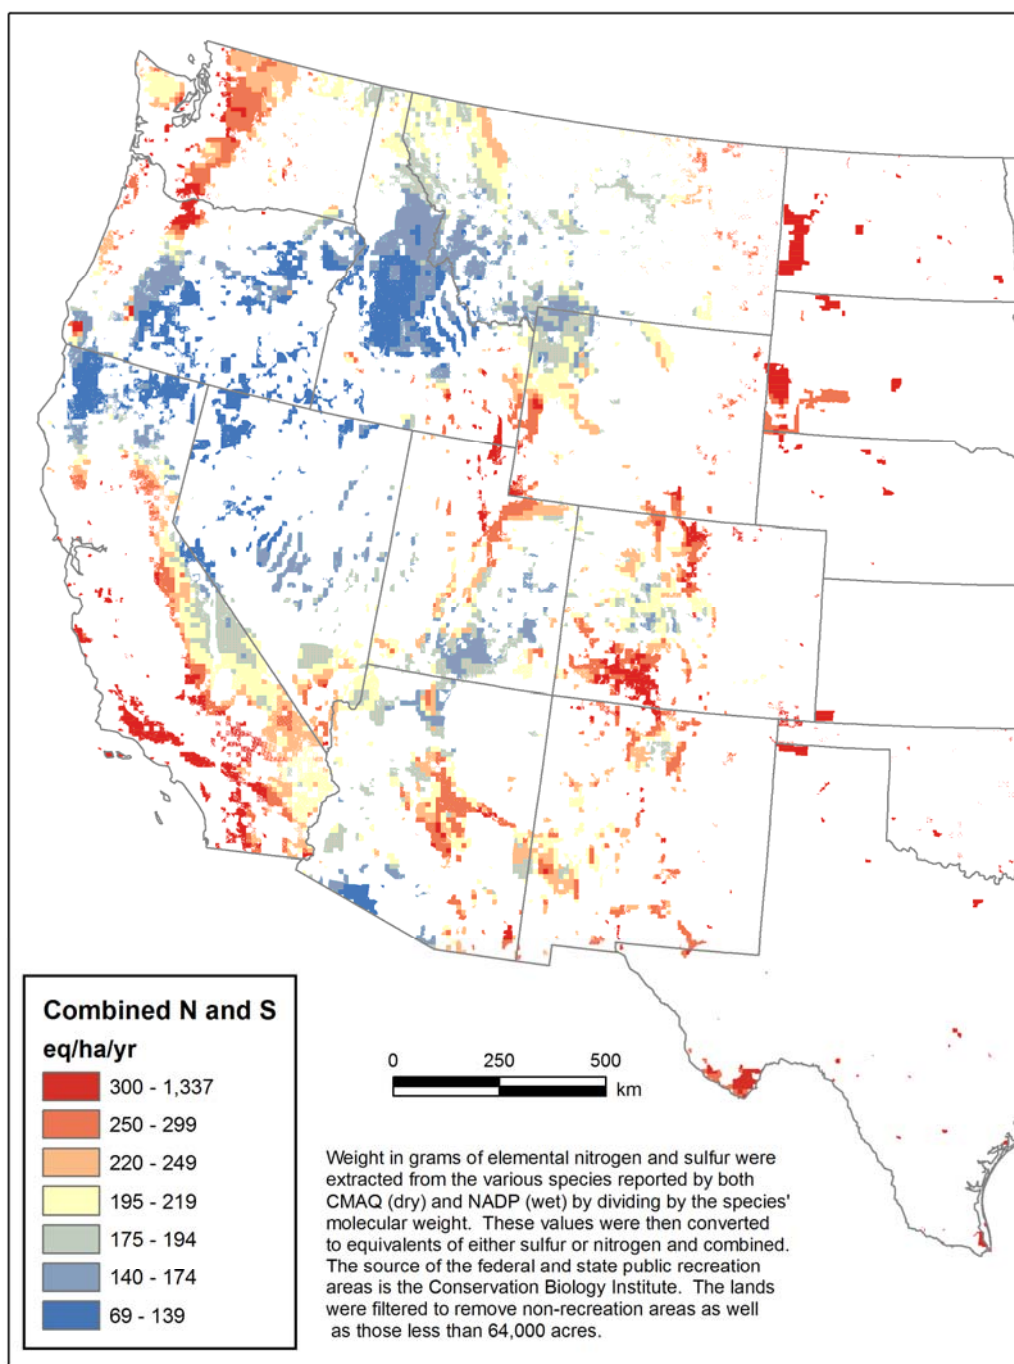 Combined N and S
eq/ha/yr
300 - 1,337
250 - 299
220 - 249
195 - 219
175 - 194
140 - 174
69 - 139
0 250 500
km
Weight in grams of elemental nitrogen and sulfur were
extracted from the various species reported by both
CMAQ (dry) and NADP (wet) by dividing by the species'
molecular weight. These values were then converted
to equivalents of either sulfur or nitrogen and combined.
The source of the federal and state public recreation
areas is the Conservation Biology Institute. The lands
were filtered to remove non-recreation areas as well
as those less than 64,000 acres.